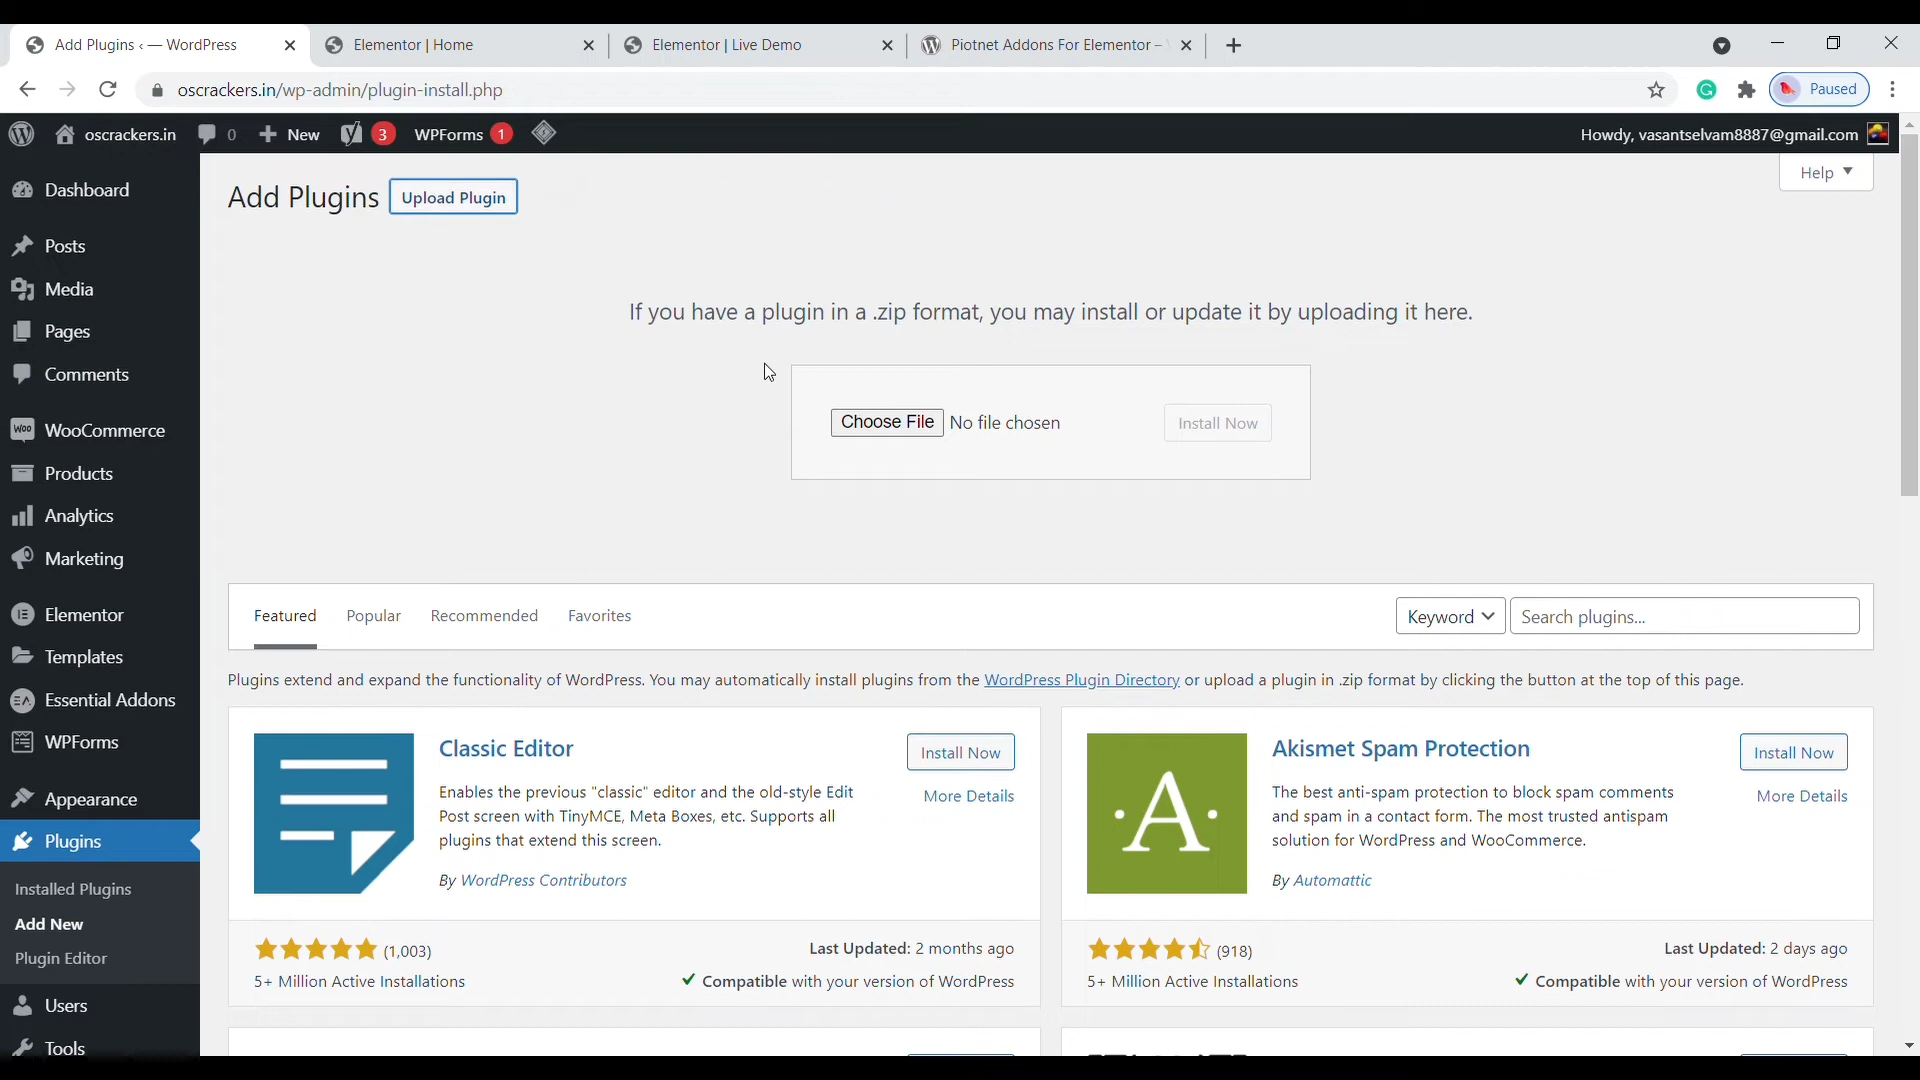 Add Plugins ‹ — WordPress
Elementor | Home
Elementor | Live Demo
Piotnet Addons For Elementor –
oscrackers.in/wp-admin/plugin-install.php
Paused
oscrackers.in
0
New
3
WPForms
1
Howdy, vasantselvam8887@gmail.com
Dashboard
Posts
Media
Pages
Comments
WooCommerce
Products
Analytics
Marketing
Elementor
Templates
Essential Addons
WPForms
Appearance
Plugins
Installed Plugins
Add New
Plugin Editor
Users
Tools
Help
Add Plugins
Upload Plugin
If you have a plugin in a .zip format, you may install or update it by uploading it here.
Choose File No file chosen
Install Now
Featured
Popular
Recommended
Favorites
Keyword
Search plugins...
Plugins extend and expand the functionality of WordPress. You may automatically install plugins from the WordPress Plugin Directory or upload a plugin in .zip format by clicking the button at the top of this page.
Classic Editor
Install Now
More Details
Enables the previous "classic" editor and the old-style Edit
Post screen with TinyMCE, Meta Boxes, etc. Supports all
plugins that extend this screen.
By WordPress Contributors
(1,003)
Last Updated: 2 months ago
5+ Million Active Installations
Compatible with your version of WordPress
Akismet Spam Protection
Install Now
More Details
The best anti-spam protection to block spam comments
and spam in a contact form. The most trusted antispam
solution for WordPress and WooCommerce.
By Automattic
(918)
Last Updated: 2 days ago
5+ Million Active Installations
Compatible with your version of WordPress